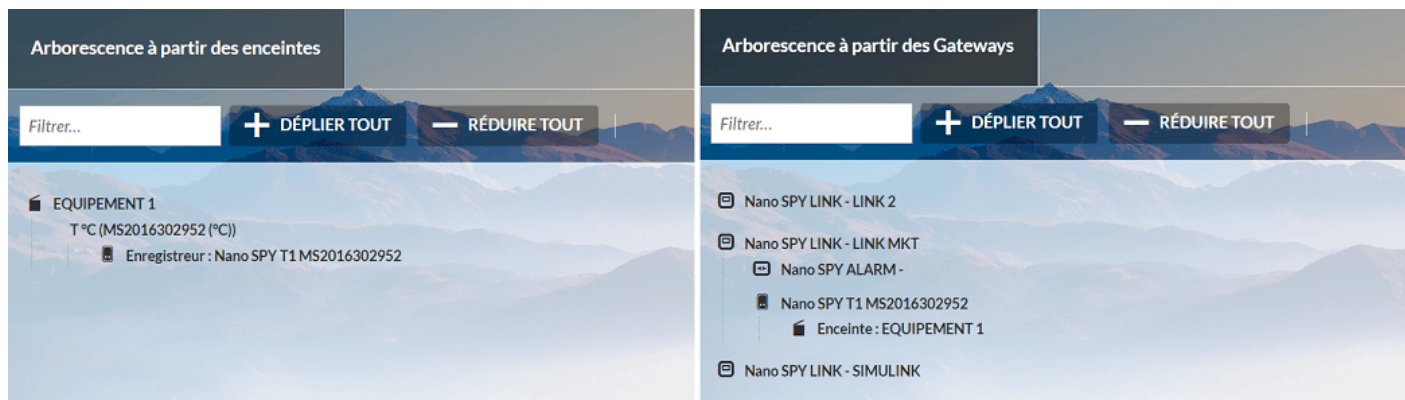 Arborescence à partir des enceintes
Filtrer...
DÉPLIER TOUT
RÉDUIRE TOUT
EQUIPEMENT 1
T °C (MS2016302952 (°C))
Enregistreur : Nano SPY T1 MS2016302952
Arborescence à partir des Gateways
Filtrer...
DÉPLIER TOUT
RÉDUIRE TOUT
Nano SPY LINK - LINK 2
Nano SPY LINK - LINK MKT
Nano SPY ALARM -
Nano SPY T1 MS2016302952
Enceinte : EQUIPEMENT 1
Nano SPY LINK - SIMULINK